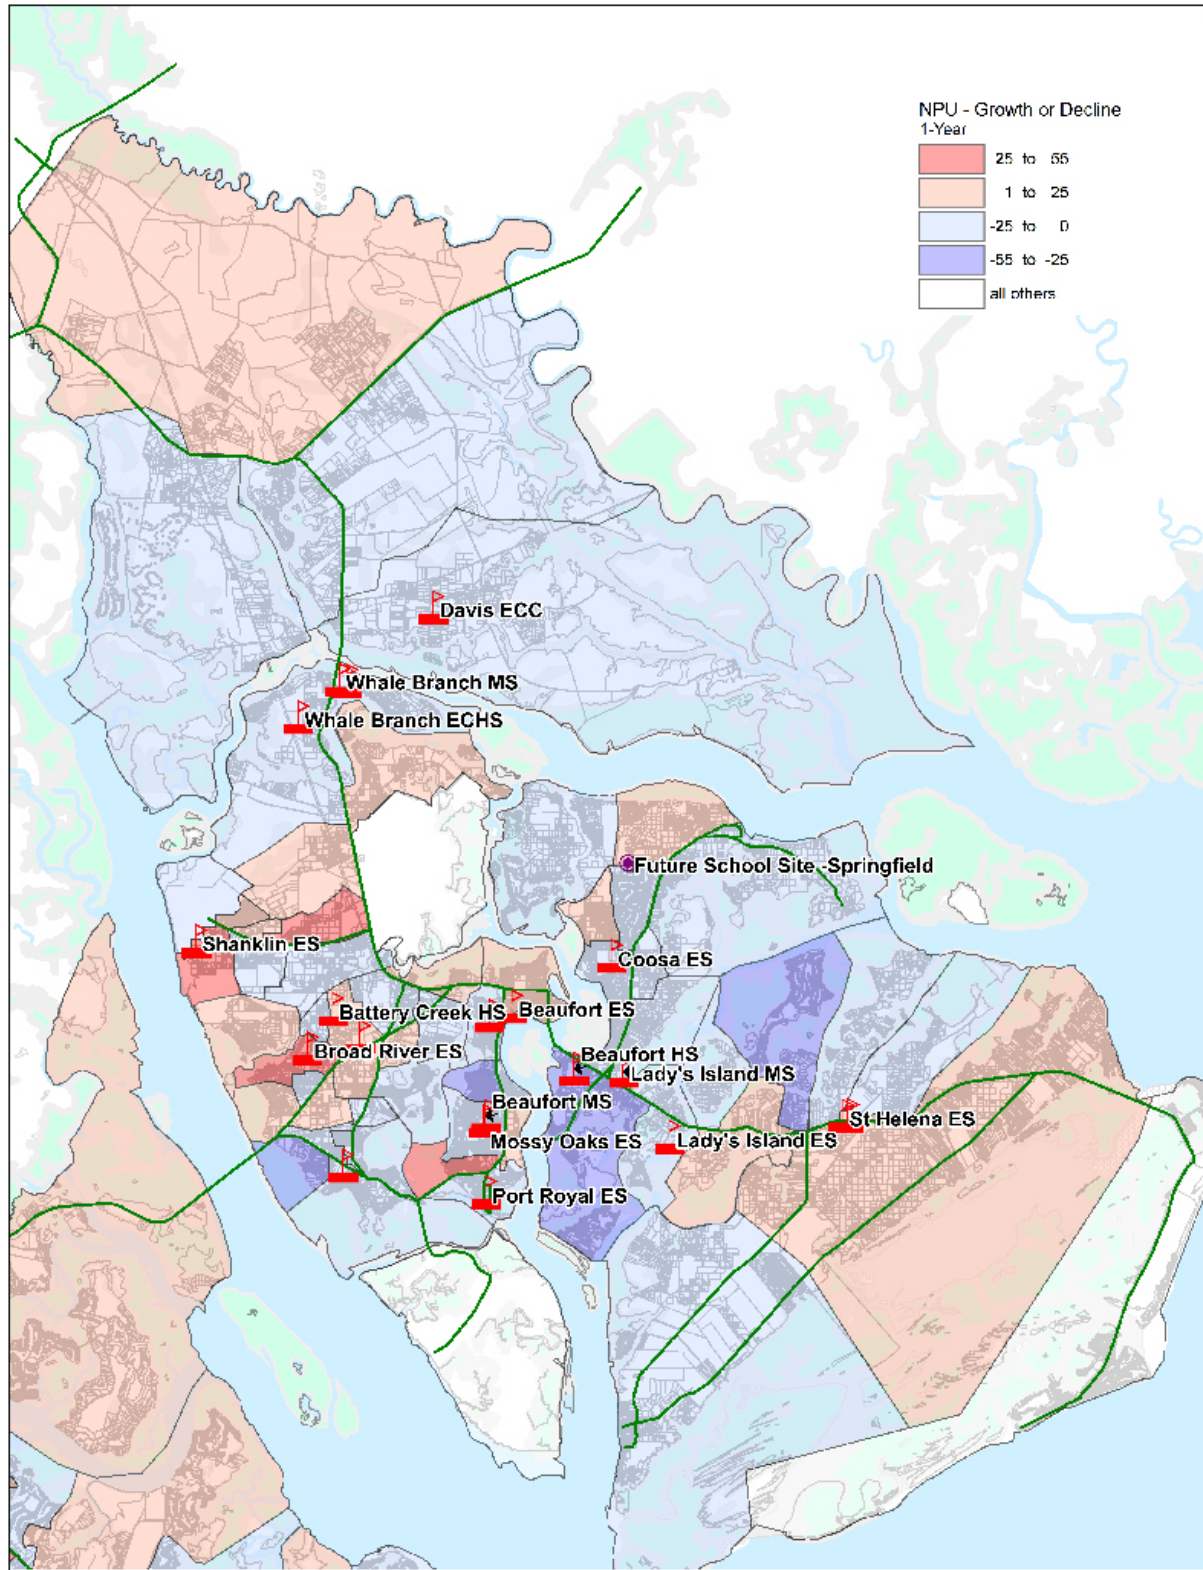 NPU - Growth or Decline
1-Year
25 to 55
1 to 25
-25 to 0
-55 to -25
all others
Davis ECC
Whale Branch MS
Whale Branch ECHS
Future School Site -Springfield
Shanklin ES
Coosa ES
Battery Creek HS
Beaufort ES
Broad River ES
Beaufort HS
Lady's Island MS
Beaufort MS
St Helena ES
Mossy Oaks ES
Lady's Island ES
Port Royal ES